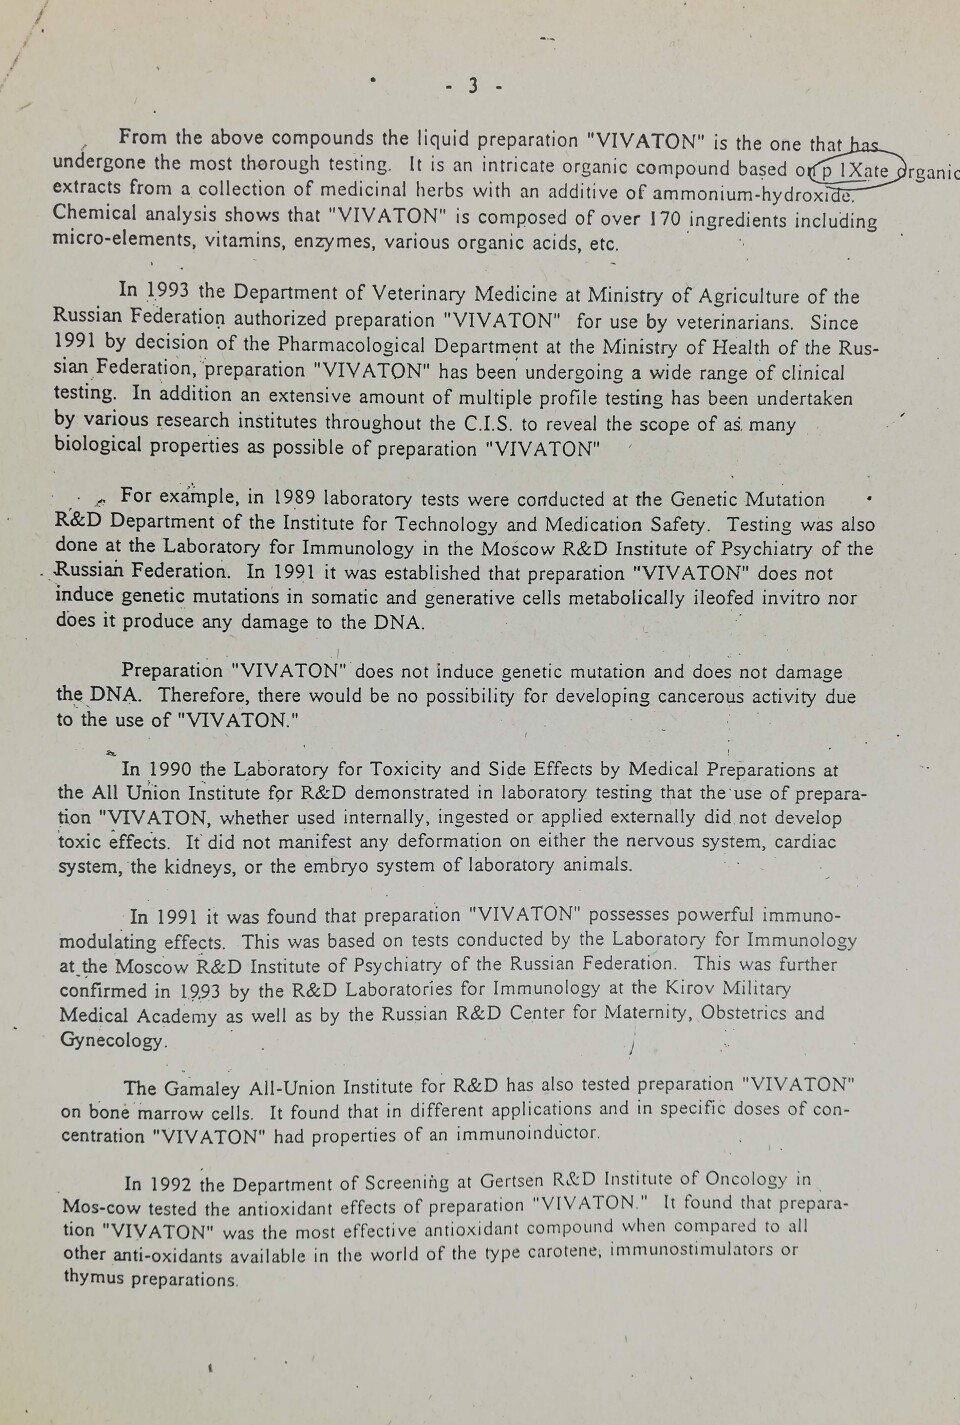 - 3 -
From the above compounds the liquid preparation "VIVATON" is the one that has
undergone the most thorough testing. It is an intricate organic compound based on p 1Xate organic
extracts from a collection of medicinal herbs with an additive of ammonium-hydroxide.
Chemical analysis shows that "VIVATON" is composed of over 170 ingredients including
micro-elements, vitamins, enzymes, various organic acids, etc.
In 1993 the Department of Veterinary Medicine at Ministry of Agriculture of the
Russian Federation authorized preparation "VIVATON" for use by veterinarians. Since
1991 by decision of the Pharmacological Department at the Ministry of Health of the Rus-
sian Federation, preparation "VIVATON" has been undergoing a wide range of clinical
testing. In addition an extensive amount of multiple profile testing has been undertaken
by various research institutes throughout the C.I.S. to reveal the scope of as many
biological properties as possible of preparation "VIVATON"
For example, in 1989 laboratory tests were conducted at the Genetic Mutation
R&D Department of the Institute for Technology and Medication Safety. Testing was also
done at the Laboratory for Immunology in the Moscow R&D Institute of Psychiatry of the
Russian Federation. In 1991 it was established that preparation "VIVATON" does not
induce genetic mutations in somatic and generative cells metabolically ileofed invitro nor
does it produce any damage to the DNA.
Preparation "VIVATON" does not induce genetic mutation and does not damage
the DNA. Therefore, there would be no possibility for developing cancerous activity due
to the use of "VIVATON."
In 1990 the Laboratory for Toxicity and Side Effects by Medical Preparations at
the All Union Institute for R&D demonstrated in laboratory testing that the use of prepara-
tion "VIVATON, whether used internally, ingested or applied externally did not develop
toxic effects. It did not manifest any deformation on either the nervous system, cardiac
system, the kidneys, or the embryo system of laboratory animals.
In 1991 it was found that preparation "VIVATON" possesses powerful immuno-
modulating effects. This was based on tests conducted by the Laboratory for Immunology
at the Moscow R&D Institute of Psychiatry of the Russian Federation. This was further
confirmed in 1993 by the R&D Laboratories for Immunology at the Kirov Military
Medical Academy as well as by the Russian R&D Center for Maternity, Obstetrics and
Gynecology.
The Gamaley All-Union Institute for R&D has also tested preparation "VIVATON"
on bone marrow cells. It found that in different applications and in specific doses of con-
centration "VIVATON" had properties of an immunoinductor.
In 1992 the Department of Screening at Gertsen R&D Institute of Oncology in
Mos-cow tested the antioxidant effects of preparation "VIVATON." It found that prepara-
tion "VIVATON" was the most effective antioxidant compound when compared to all
other anti-oxidants available in the world of the type carotene, immunostimulators or
thymus preparations.